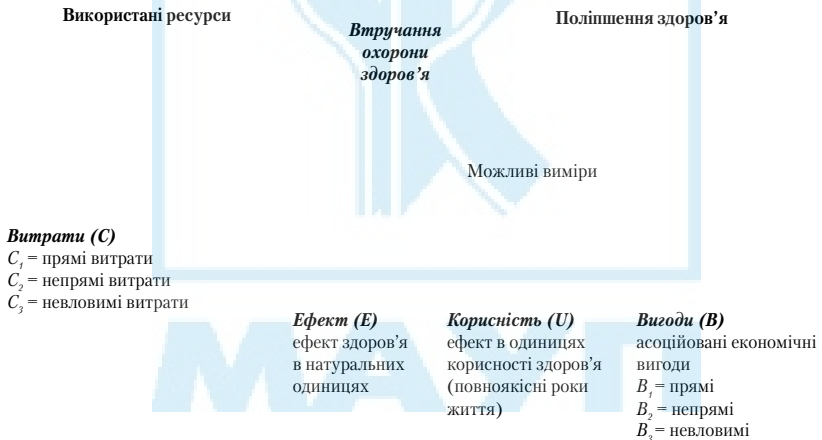 Використані ресурси
Втручання
охорони
здоров’я
Поліпшення здоров’я
Можливі виміри
Витрати (C)
C₁ = прямі витрати
C₂ = непрямі витрати
C₃ = невловимі витрати
Ефект (E)
ефект здоров’я
в натуральних
одиницях
Корисність (U)
ефект в одиницях
корисності здоров’я
(повноякісні роки
життя)
Вигоди (B)
асоційовані економічні
вигоди
B₁ = прямі
B₂ = непрямі
B₃ = невловимі
МАУП